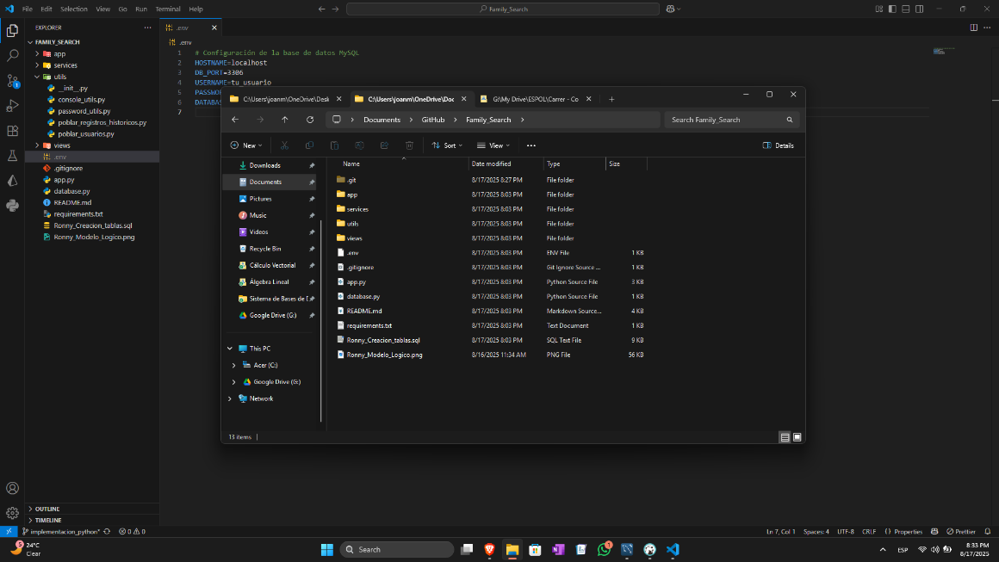 File Edit Selection View Go Run Terminal Help
Family_Search
EXPLORER
.env
FAMILY_SEARCH
app
services
utils
__init__.py
console_utils.py
password_utils.py
poblar_registros_historicos.py
poblar_usuarios.py
views
.env
.gitignore
app.py
database.py
README.md
requirements.txt
Ronny_Creacion_tablas.sql
Ronny_Modelo_Logico.png
OUTLINE
TIMELINE
.env
1 # Configuración de la base de datos MySQL
2 HOSTNAME=localhost
3 DB_PORT=3306
4 USERNAME=tu_usuario
5 PASSWO
6 DATABAS
7
C:\Users\joanm\OneDrive\Desk
C:\Users\joanm\OneDrive\Doc
G:\My Drive\ESPOL\Carrer - Co
Documents > GitHub > Family_Search >
Search Family_Search
New
Sort
View
Details
Downloads
Documents
Pictures
Music
Videos
Recycle Bin
Cálculo Vectorial
Álgebra Lineal
Sistema de Bases de D
Google Drive (G:)
This PC
Acer (C:)
Google Drive (G:)
Network
Name Date modified Type Size
.git 8/17/2025 8:27 PM File folder
app 8/17/2025 8:03 PM File folder
services 8/17/2025 8:03 PM File folder
utils 8/17/2025 8:03 PM File folder
views 8/17/2025 8:03 PM File folder
.env 8/17/2025 8:03 PM ENV File 1 KB
.gitignore 8/17/2025 8:03 PM Git Ignore Source ... 1 KB
app.py 8/17/2025 8:03 PM Python Source File 3 KB
database.py 8/17/2025 8:03 PM Python Source File 1 KB
README.md 8/17/2025 8:03 PM Markdown Source... 4 KB
requirements.txt 8/17/2025 8:03 PM Text Document 1 KB
Ronny_Creacion_tablas.sql 8/17/2025 8:03 PM SQL Text File 9 KB
Ronny_Modelo_Logico.png 8/16/2025 11:34 AM PNG File 56 KB
13 items
implementacion_python* 0 0
Ln 7, Col 1 Spaces: 4 UTF-8 CRLF {} Properties Prettier
5
24°C
Clear
Search
1
ESP
8:33 PM
8/17/2025